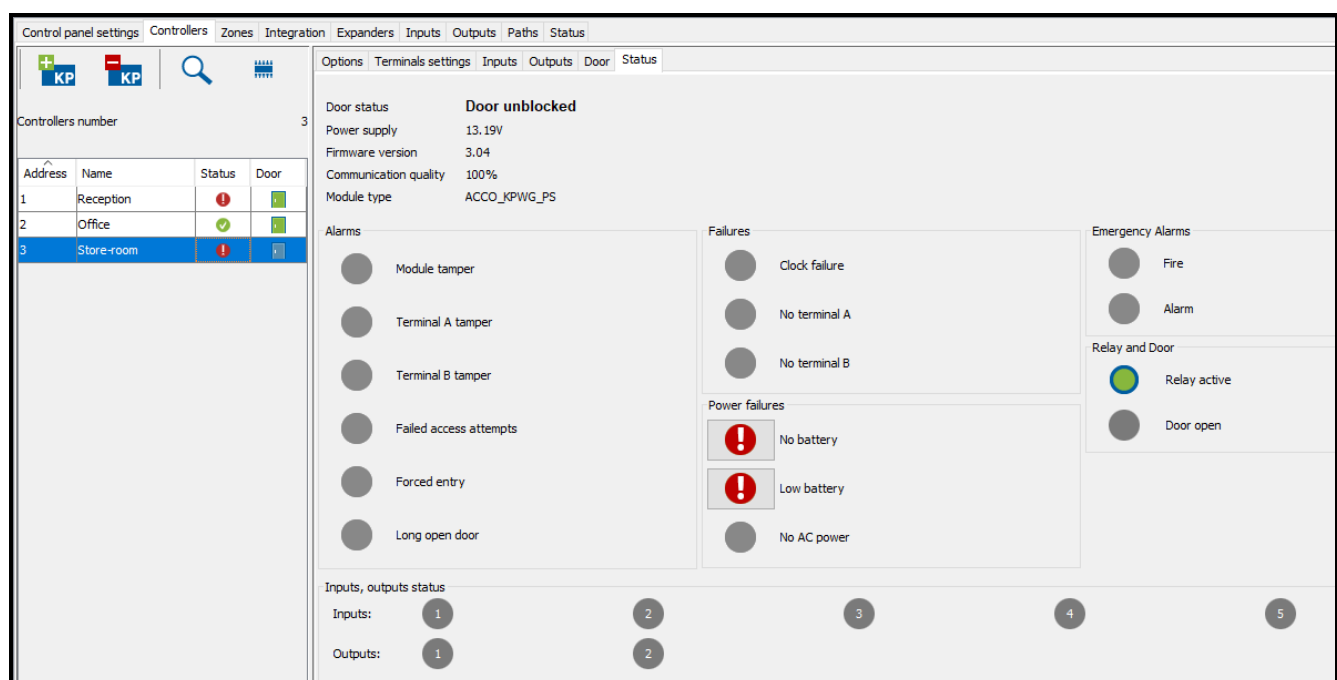 Control panel settings Controllers Zones Integration Expanders Inputs Outputs Paths Status
KP KP
Options Terminals settings Inputs Outputs Door Status
Controllers number 3
Address Name Status Door
1 Reception
2 Office
3 Store-room
Door status Door unblocked
Power supply 13.19V
Firmware version 3.04
Communication quality 100%
Module type ACCO_KPWG_PS
Alarms
Module tamper
Terminal A tamper
Terminal B tamper
Failed access attempts
Forced entry
Long open door
Failures
Clock failure
No terminal A
No terminal B
Power failures
No battery
Low battery
No AC power
Emergency Alarms
Fire
Alarm
Relay and Door
Relay active
Door open
Inputs, outputs status
Inputs: 1 2 3 4 5
Outputs: 1 2